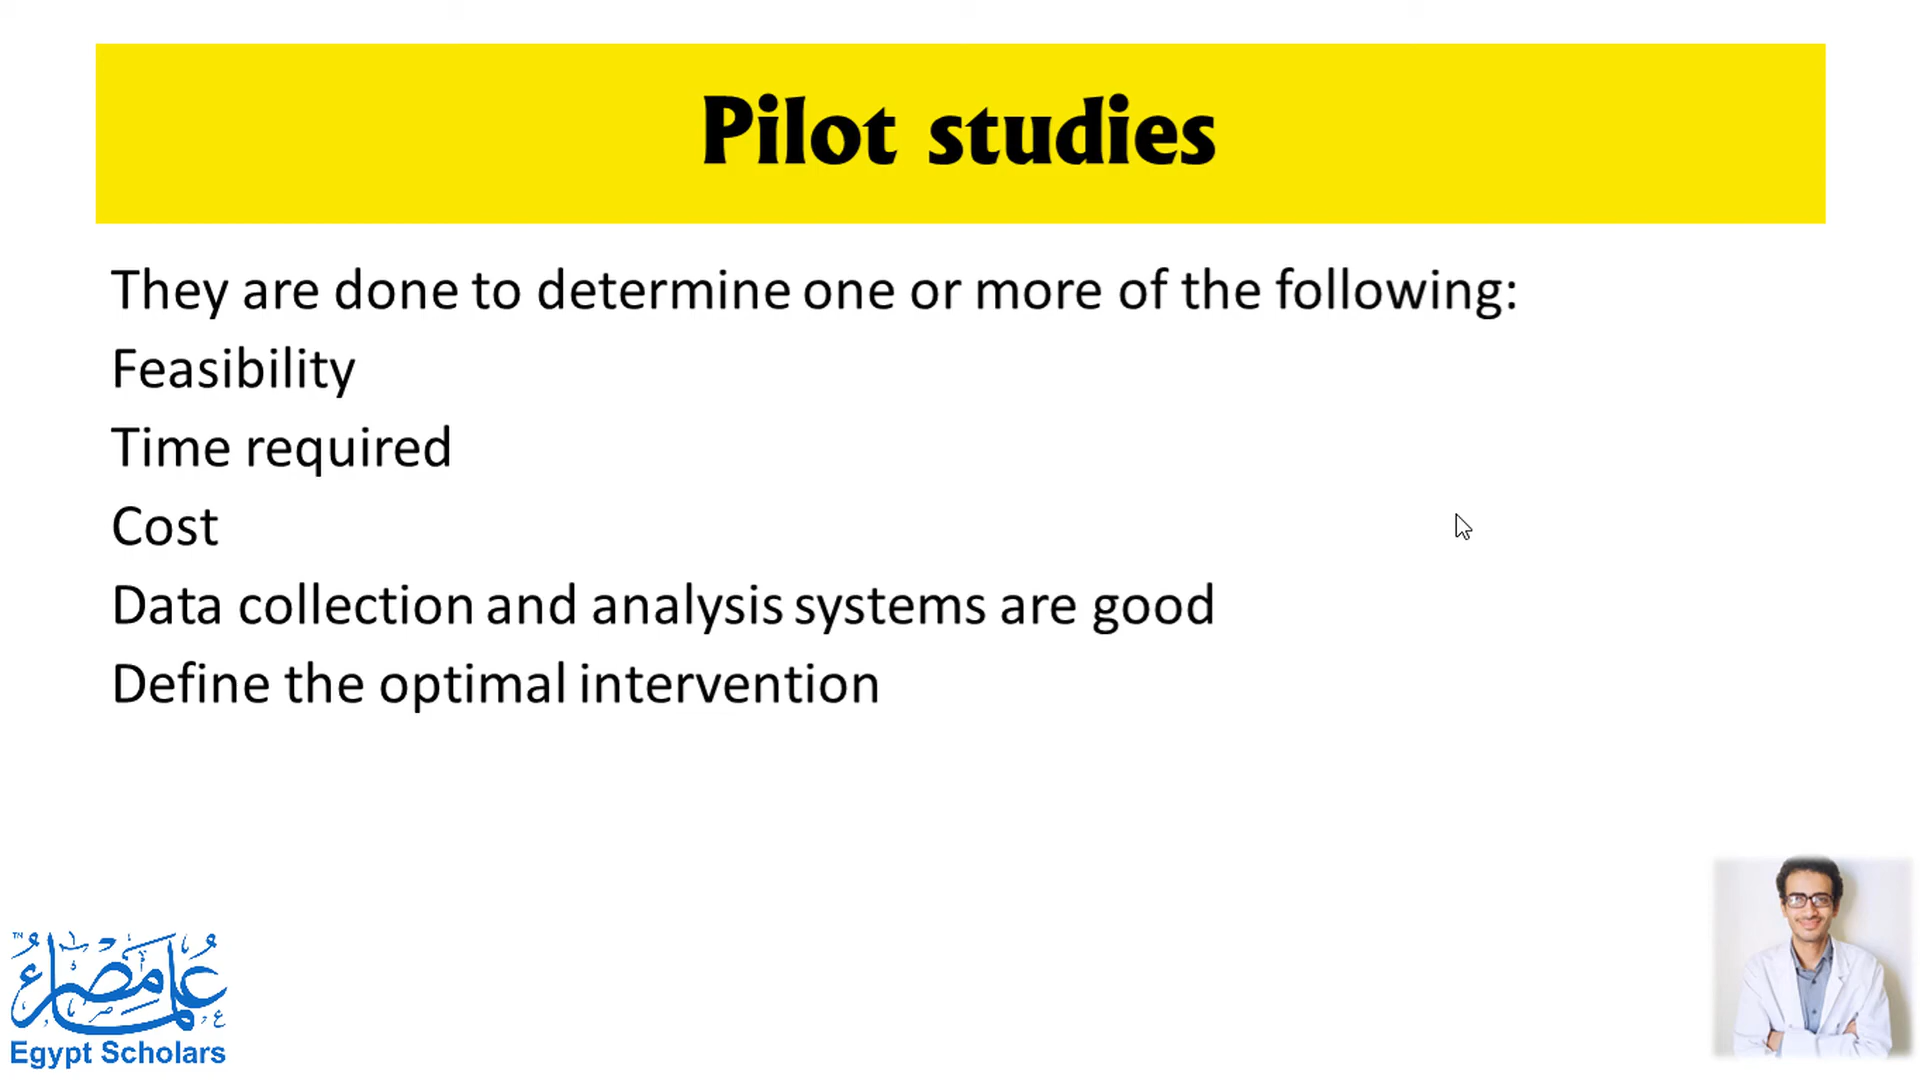 Pilot studies
They are done to determine one or more of the following:
Feasibility
Time required
Cost
Data collection and analysis systems are good
Define the optimal intervention
علماء مصر
TM
Egypt Scholars